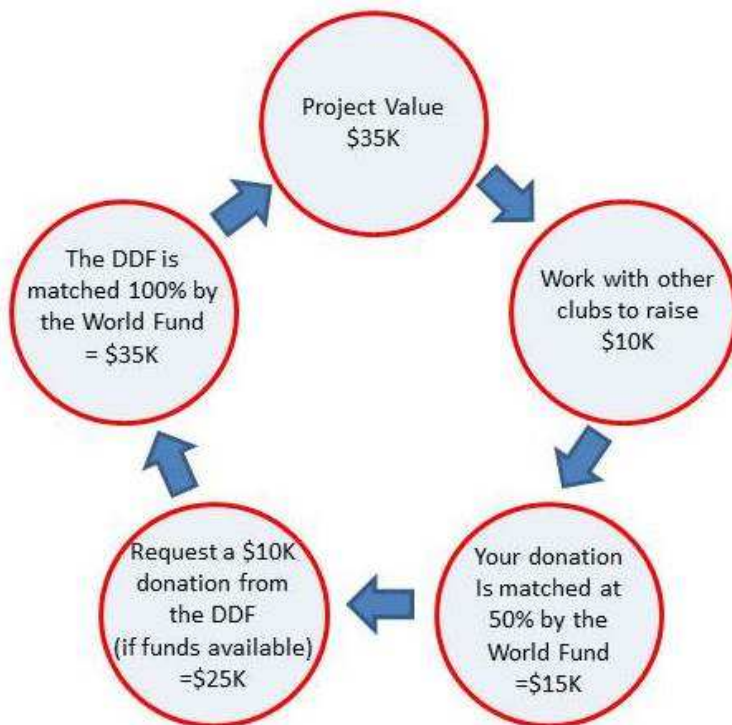 Project Value
$35K
Work with other
clubs to raise
$10K
Your donation
Is matched at
50% by the
World Fund
=$15K
Request a $10K
donation from
the DDF
(if funds available)
=$25K
The DDF is
matched 100% by
the World Fund
= $35K